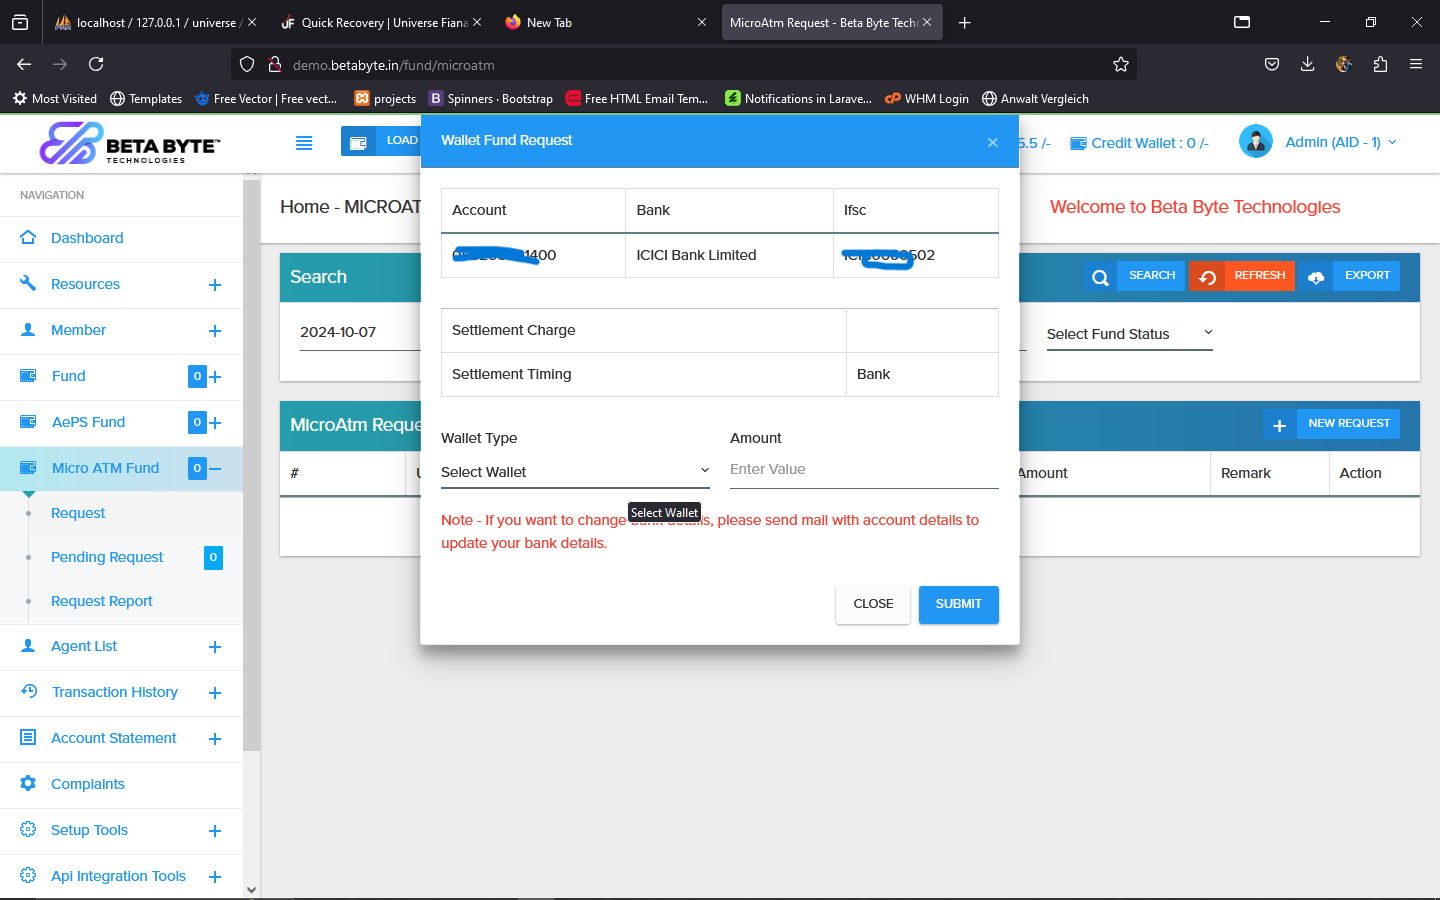 localhost / 127.0.0.1 / universe /
Quick Recovery | Universe Fiana
New Tab
MicroAtm Request - Beta Byte Techn
demo.betabyte.in/fund/microatm
Most Visited
Templates
Free Vector | Free vect...
projects
Spinners · Bootstrap
Free HTML Email Tem...
Notifications in Larave...
WHM Login
Anwalt Vergleich
BETA BYTE™
TECHNOLOGIES
LOAD
Wallet Fund Request
5.5 /-
Credit Wallet : 0 /-
Admin (AID - 1)
NAVIGATION
Dashboard
Resources
Member
Fund 0
AePS Fund 0
Micro ATM Fund 0
Request
Pending Request 0
Request Report
Agent List
Transaction History
Account Statement
Complaints
Setup Tools
Api Integration Tools
Home - MICROAT
Welcome to Beta Byte Technologies
Search
SEARCH
REFRESH
EXPORT
2024-10-07
Select Fund Status
MicroAtm Reque
NEW REQUEST
#
Amount
Remark
Action
Account Bank Ifsc
1400 ICICI Bank Limited 502
Settlement Charge
Settlement Timing Bank
Wallet Type Amount
Select Wallet Enter Value
Select Wallet
Note - If you want to change bank details, please send mail with account details to
update your bank details.
CLOSE
SUBMIT